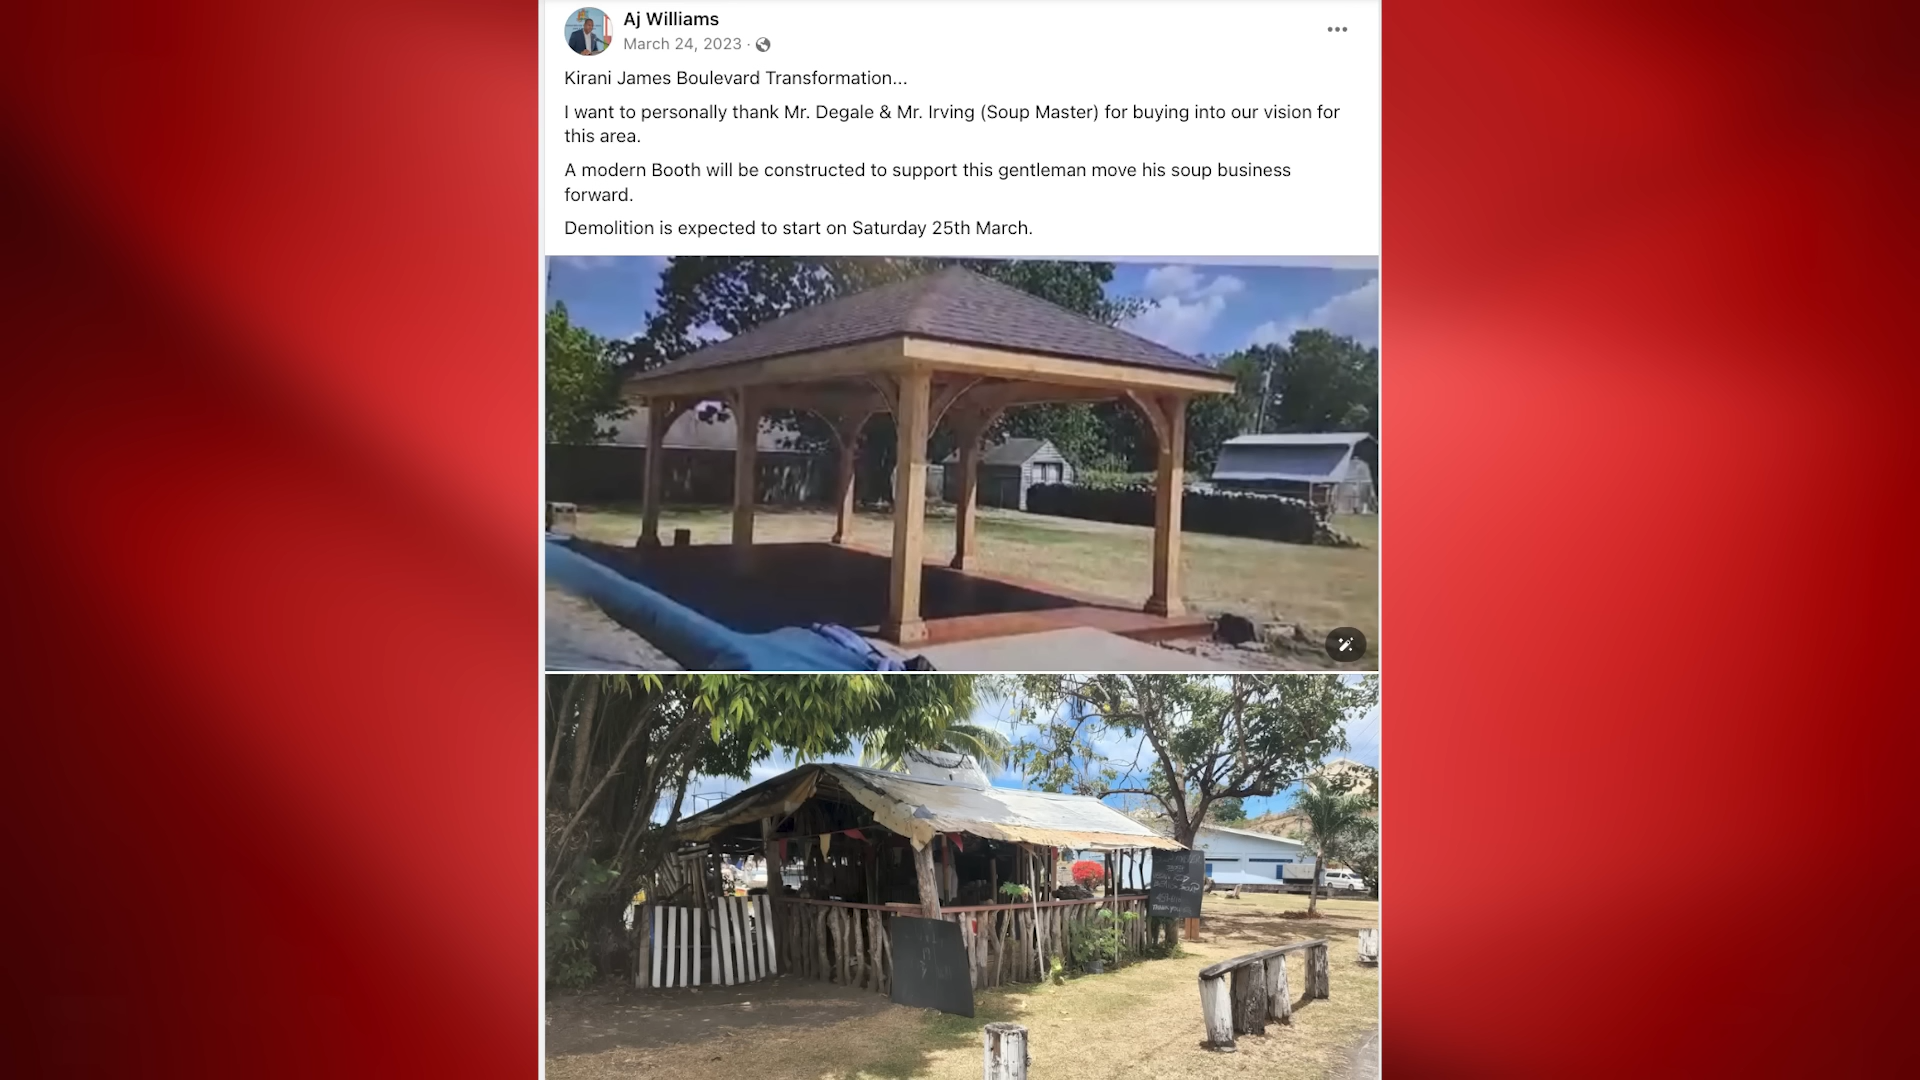 Aj Williams
March 24, 2023 ·
Kirani James Boulevard Transformation...
I want to personally thank Mr. Degale & Mr. Irving (Soup Master) for buying into our vision for
this area.
A modern Booth will be constructed to support this gentleman move his soup business
forward.
Demolition is expected to start on Saturday 25th March.